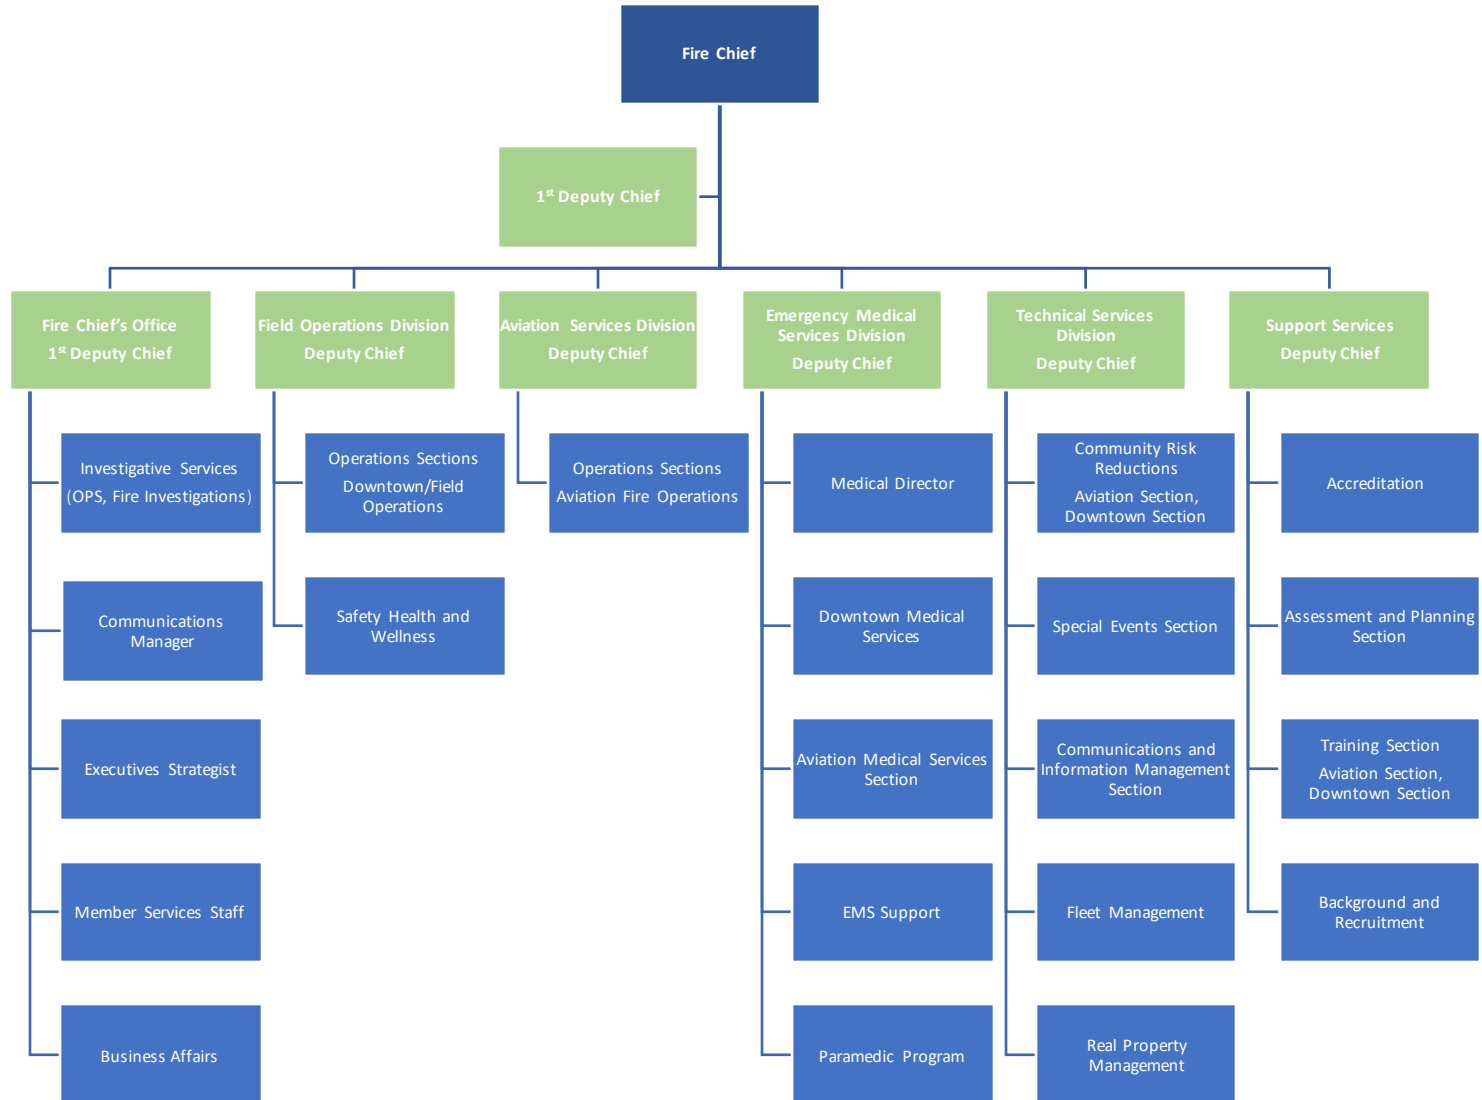 Fire Chief
1st Deputy Chief
Fire Chief's Office
1st Deputy Chief
Field Operations Division
Deputy Chief
Aviation Services Division
Deputy Chief
Emergency Medical
Services Division
Deputy Chief
Technical Services
Division
Deputy Chief
Support Services
Deputy Chief
Investigative Services
(OPS, Fire Investigations)
Communications
Manager
Executives Strategist
Member Services Staff
Business Affairs
Operations Sections
Downtown/Field
Operations
Safety Health and
Wellness
Operations Sections
Aviation Fire Operations
Medical Director
Downtown Medical
Services
Aviation Medical Services
Section
EMS Support
Paramedic Program
Community Risk
Reductions
Aviation Section,
Downtown Section
Special Events Section
Communications and
Information Management
Section
Fleet Management
Real Property
Management
Accreditation
Assessment and Planning
Section
Training Section
Aviation Section,
Downtown Section
Background and
Recruitment